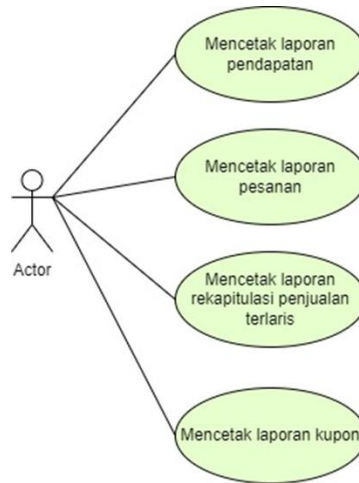 Mencetak laporan
pendapatan
Mencetak laporan
pesanan
Actor
Mencetak laporan
rekapitulasi penjualan
terlaris
Mencetak laporan kupon